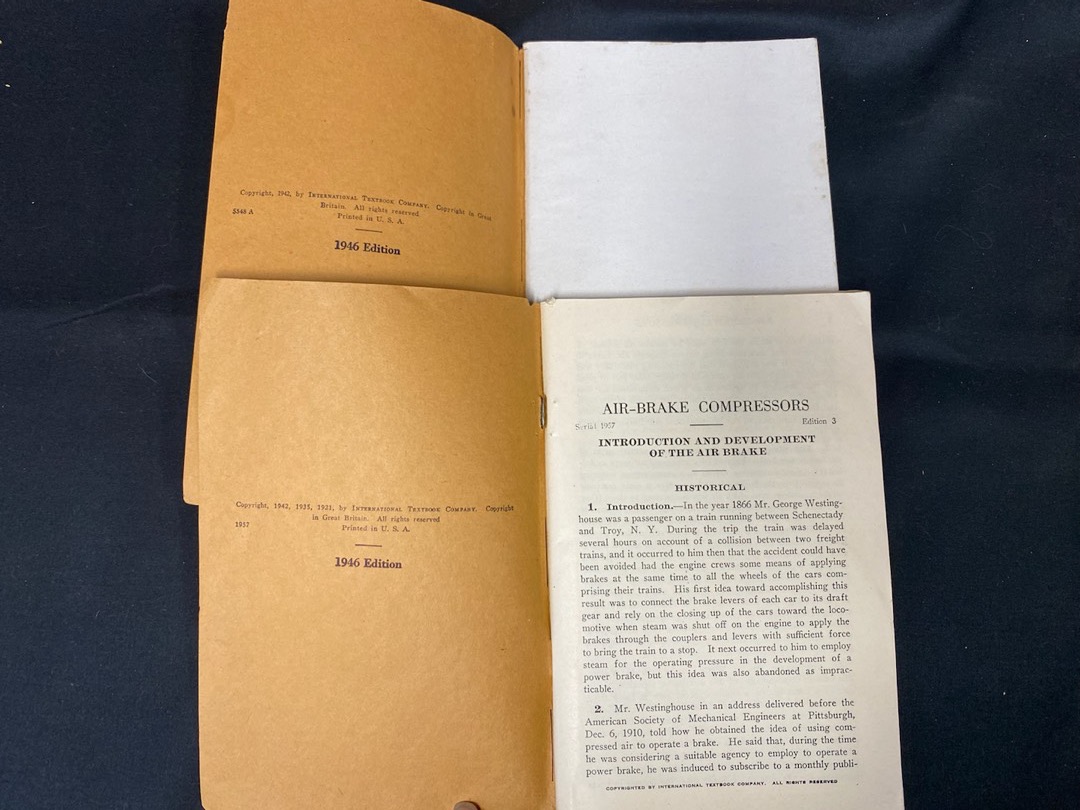 Copyright, 1942, by INTERNATIONAL TEXTBOOK COMPANY. Copyright in Great
Britain. All rights reserved
5548 A
Printed in U. S. A.
1946 Edition
Copyright, 1942, 1935, 1921, by INTERNATIONAL TEXTBOOK COMPANY. Copyright
in Great Britain. All rights reserved
1957
Printed in U. S. A.
1946 Edition
AIR-BRAKE COMPRESSORS
Serial 1957
Edition 3
INTRODUCTION AND DEVELOPMENT
OF THE AIR BRAKE
HISTORICAL
1. Introduction.—In the year 1866 Mr. George Westing-
house was a passenger on a train running between Schenectady
and Troy, N. Y. During the trip the train was delayed
several hours on account of a collision between two freight
trains, and it occurred to him then that the accident could have
been avoided had the engine crews some means of applying
brakes at the same time to all the wheels of the cars com-
prising their trains. His first idea toward accomplishing this
result was to connect the brake levers of each car to its draft
gear and rely on the closing up of the cars toward the loco-
motive when steam was shut off on the engine to apply the
brakes through the couplers and levers with sufficient force
to bring the train to a stop. It next occurred to him to employ
steam for the operating pressure in the development of a
power brake, but this idea was also abandoned as imprac-
ticable.
2. Mr. Westinghouse in an address delivered before the
American Society of Mechanical Engineers at Pittsburgh,
Dec. 6, 1910, told how he obtained the idea of using com-
pressed air to operate a brake. He said that, during the time
he was considering a suitable agency to employ to operate a
power brake, he was induced to subscribe to a monthly publi-
COPYRIGHTED BY INTERNATIONAL TEXTBOOK COMPANY. ALL RIGHTS RESERVED